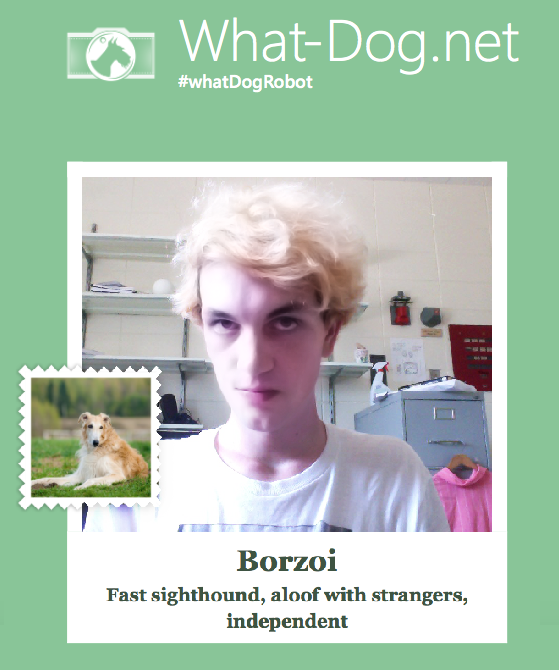 What-Dog.net
#whatDogRobot
Borzoi
Fast sighthound, aloof with strangers,
independent